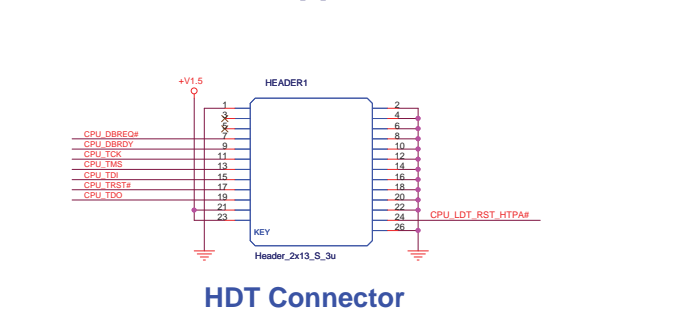 +V1.5
HEADER1
1 2
3 4
5 6
CPU_DBREQ# 7 8
CPU_DBRDY 9 10
CPU_TCK 11 12
CPU_TMS 13 14
CPU_TDI 15 16
CPU_TRST# 17 18
CPU_TDO 19 20
21 22
23 24 CPU_LDT_RST_HTPA#
KEY 26
Header_2x13_S_3u
HDT Connector